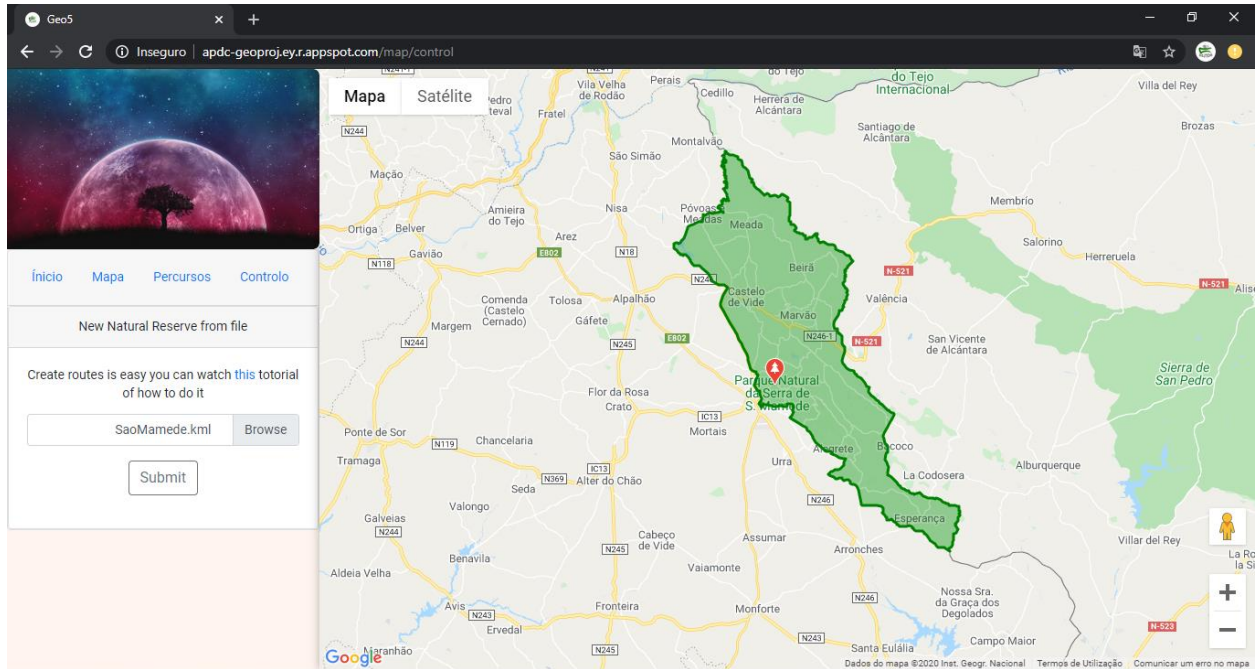 Geo5
Inseguro | apdc-geoproj.ey.r.appspot.com/map/control
Ínicio Mapa Percursos Controlo
New Natural Reserve from file
Create routes is easy you can watch this totorial
of how to do it
SaoMamede.kml Browse
Submit
Mapa Satélite
N241
Vila Velha
de Rodão
Perais
Cedillo
do Tejo
Herrera de
Alcántara
do Tejo
Internacional
Villa del Rey
Fratel
N244
Santiago de
Alcántara
Brozas
Montalvão
São Simão
Mação
Membrio
Amieira
do Tejo
Nisa
Póvoas
Meadas
Meada
Ortiga
Belver
Arez
Salorino
Gavião
E802
N18
Herreruela
N118
Beirã
N-521
N-521
Castelo
de Vide
Comenda
(Castelo
Cernado)
Tolosa
Alpalhão
Valência
Margem
Gáfete
Marvão
N244
N245
E802
N246-1
N-521
San Vicente
de Alcántara
Sierra de
San Pedro
Parque Natural
da Serra de
S. Mamede
Flor da Rosa
Crato
IC13
Mortais
Ponte de Sor
N119
Chancelaria
Alegrete
Bacoco
Tramaga
Urra
IC13
N369
Alter do Chão
La Codosera
Alburquerque
Seda
Valongo
N246
Galveias
N244
Esperança
Cabeço
de Vide
Assumar
Arronches
N245
Villar del Rey
Benavila
Vaiamonte
Aldeia Velha
Nossa Sra.
da Graça dos
Degolados
N246
Avis
N243
Fronteira
Monforte
Ervedal
N-523
Maranhão
N245
N243
Campo Maior
Santa Eulália
Google
Dados do mapa ©2020 Inst. Geogr. Nacional Termos de Utilização Comunicar um erro no mapa